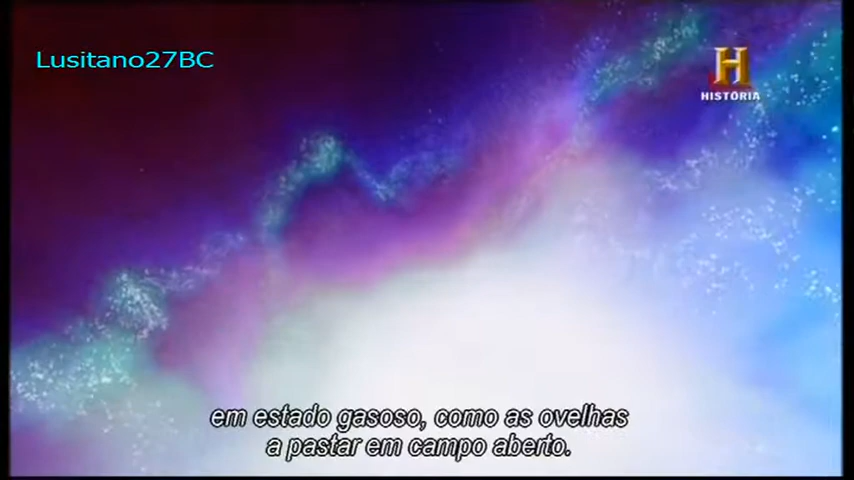 Lusitano27BC
H
HISTÓRIA
em estado gasoso, como as ovelhas
a pastar em campo aberto.